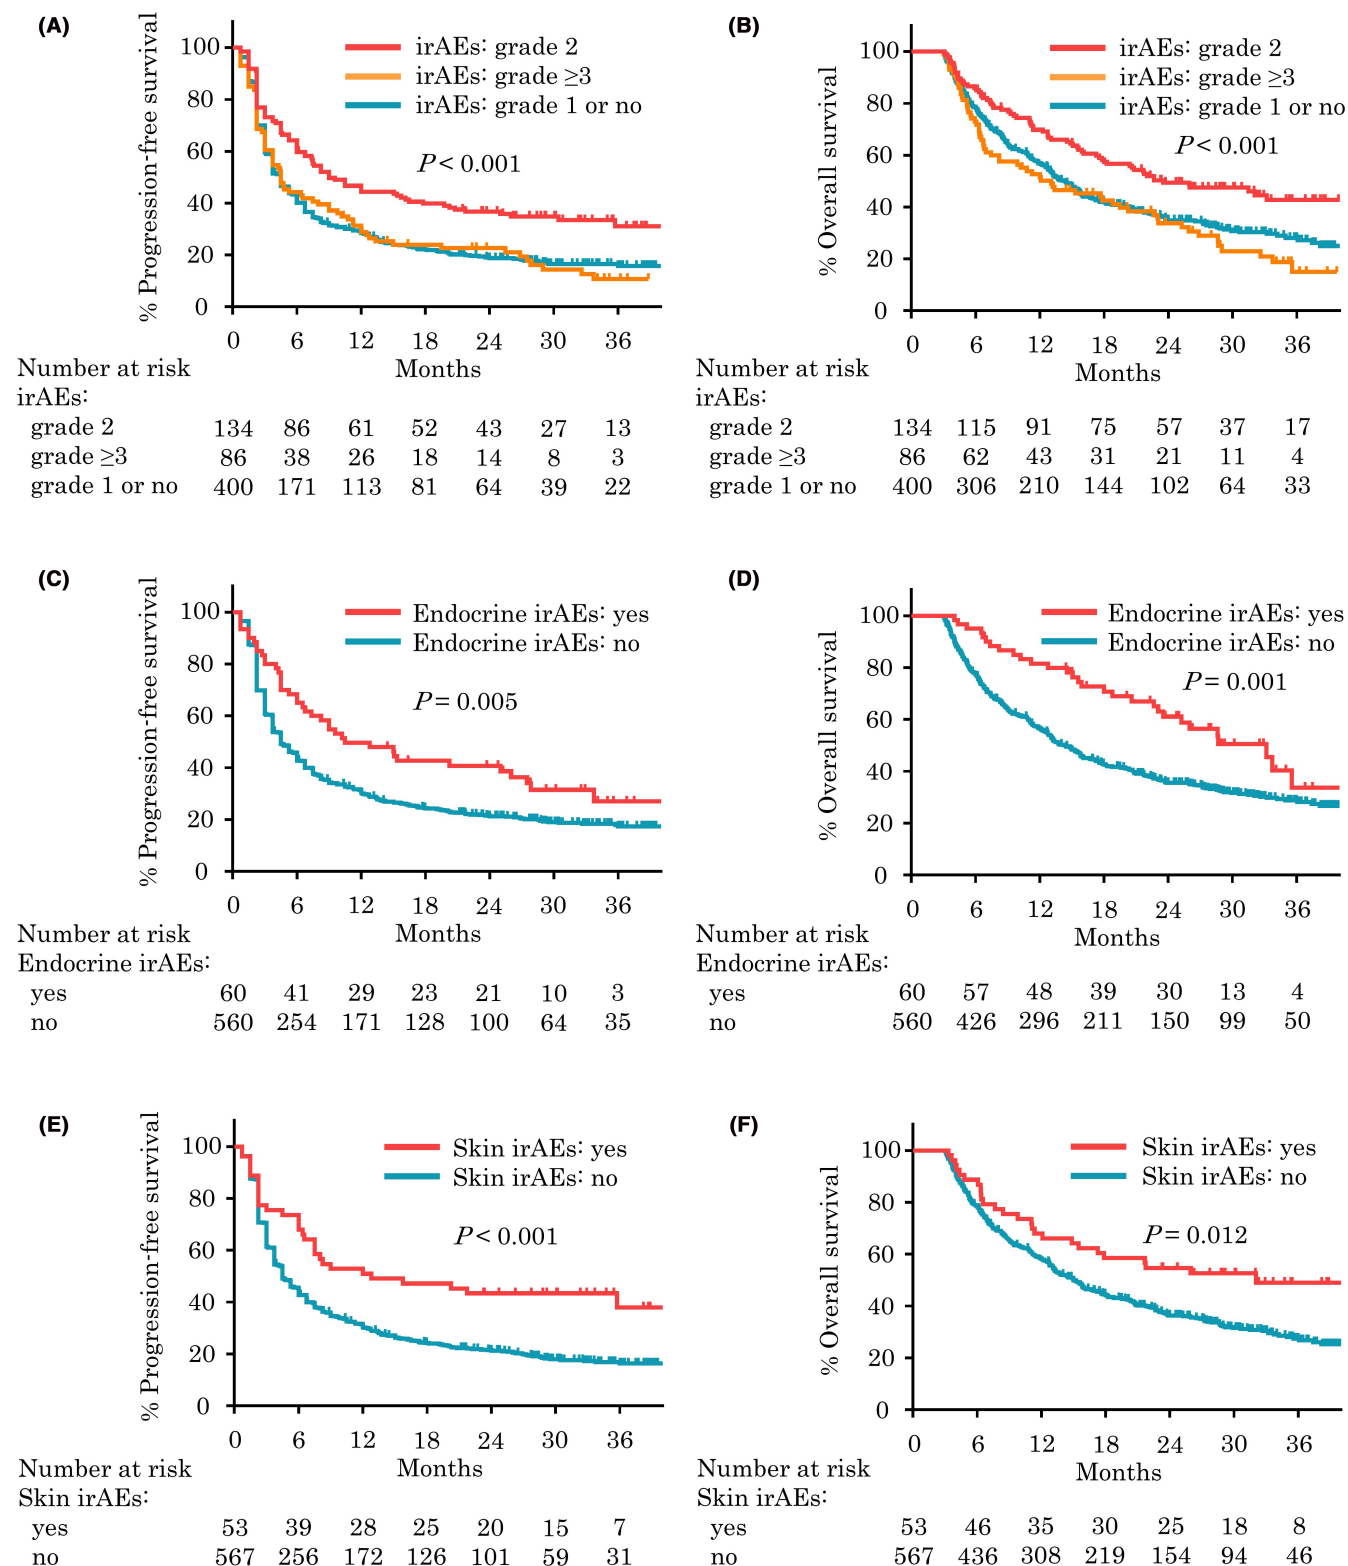 (A)
% Progression-free survival
100
80
60
40
20
0
irAEs: grade 2
irAEs: grade ≥3
irAEs: grade 1 or no
P < 0.001
0 6 12 18 24 30 36
Months
Number at risk
irAEs:
grade 2 134 86 61 52 43 27 13
grade ≥3 86 38 26 18 14 8 3
grade 1 or no 400 171 113 81 64 39 22
(B)
% Overall survival
100
80
60
40
20
0
irAEs: grade 2
irAEs: grade ≥3
irAEs: grade 1 or no
P < 0.001
0 6 12 18 24 30 36
Months
Number at risk
irAEs:
grade 2 134 115 91 75 57 37 17
grade ≥3 86 62 43 31 21 11 4
grade 1 or no 400 306 210 144 102 64 33
(C)
% Progression-free survival
100
80
60
40
20
0
Endocrine irAEs: yes
Endocrine irAEs: no
P = 0.005
0 6 12 18 24 30 36
Months
Number at risk
Endocrine irAEs:
yes 60 41 29 23 21 10 3
no 560 254 171 128 100 64 35
(D)
% Overall survival
100
80
60
40
20
0
Endocrine irAEs: yes
Endocrine irAEs: no
P = 0.001
0 6 12 18 24 30 36
Months
Number at risk
Endocrine irAEs:
yes 60 57 48 39 30 13 4
no 560 426 296 211 150 99 50
(E)
% Progression-free survival
100
80
60
40
20
0
Skin irAEs: yes
Skin irAEs: no
P < 0.001
0 6 12 18 24 30 36
Months
Number at risk
Skin irAEs:
yes 53 39 28 25 20 15 7
no 567 256 172 126 101 59 31
(F)
% Overall survival
100
80
60
40
20
0
Skin irAEs: yes
Skin irAEs: no
P = 0.012
0 6 12 18 24 30 36
Months
Number at risk
Skin irAEs:
yes 53 46 35 30 25 18 8
no 567 436 308 219 154 94 46